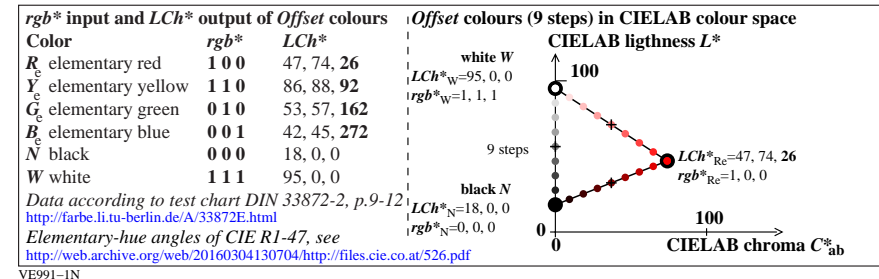 rgb* input and LCh* output of Offset colours
Color rgb* LCh*
Re elementary red 1 0 0 47, 74, 26
Ye elementary yellow 1 1 0 86, 88, 92
Ge elementary green 0 1 0 53, 57, 162
Be elementary blue 0 0 1 42, 45, 272
N black 0 0 0 18, 0, 0
W white 1 1 1 95, 0, 0
Data according to test chart DIN 33872-2, p.9-12
http://farbe.li.tu-berlin.de/A/33872E.html
Elementary-hue angles of CIE R1-47, see
http://web.archive.org/web/20160304130704/http://files.cie.co.at/526.pdf
Offset colours (9 steps) in CIELAB colour space
CIELAB ligthness L*
white W
LCh*W=95, 0, 0
rgb*W=1, 1, 1
100
9 steps
LCh*Re=47, 74, 26
rgb*Re=1, 0, 0
black N
LCh*N=18, 0, 0
rgb*N=0, 0, 0
0
0
100
CIELAB chroma C*ab
VE991-1N